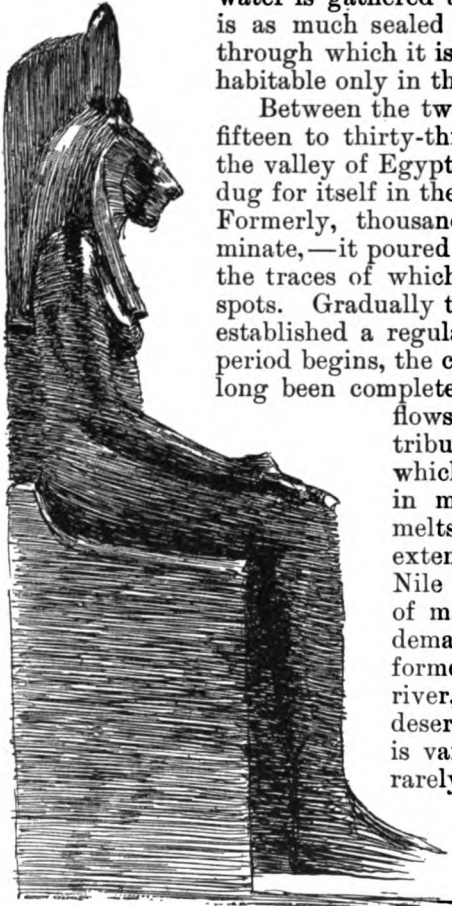 water is gathered
is as much sealed
through which it is
habitable only in th
Between the tw
fifteen to thirty-thi
the valley of Egypt
dug for itself in the
Formerly, thousan
minate,—it poured
the traces of which
spots. Gradually t
established a regula
period begins, the c
long been complete
flows
tribu
which
in m
melts
exten
Nile
of ma
dema
forme
river,
deser
is va
rarely